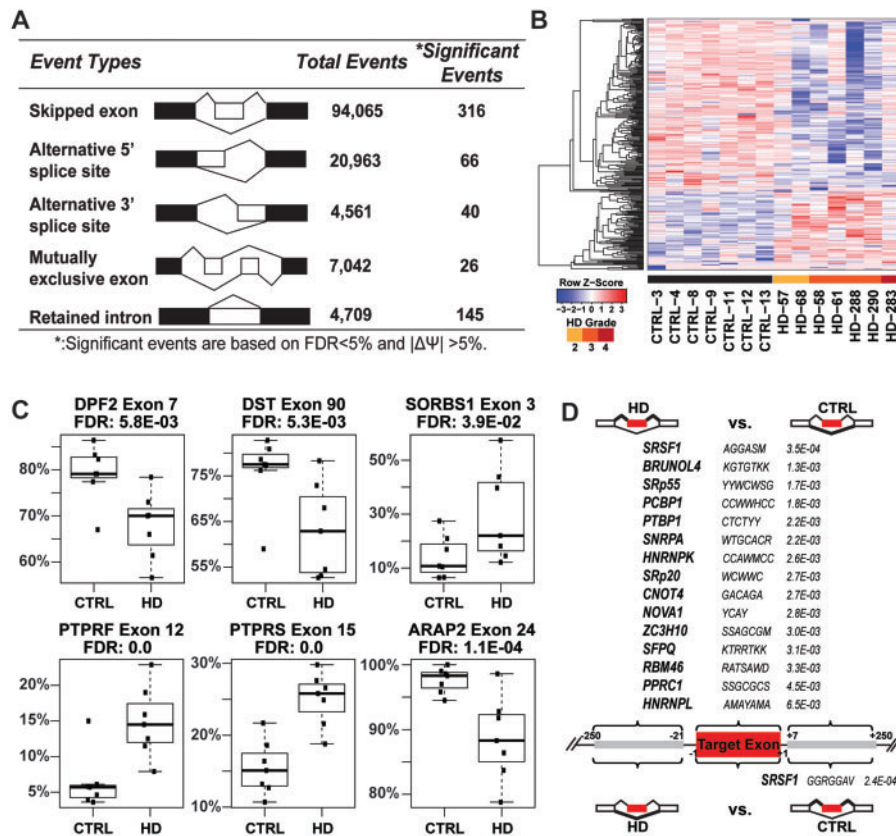 A
Event Types Total Events *Significant Events
Skipped exon 94,065 316
Alternative 5' splice site 20,963 66
Alternative 3' splice site 4,561 40
Mutually exclusive exon 7,042 26
Retained intron 4,709 145
*:Significant events are based on FDR<5% and |ΔΨ| >5%.
B
Row Z-Score
-3 -2 -1 0 1 2 3
HD Grade
2 3 4
CTRL-3
CTRL-4
CTRL-8
CTRL-9
CTRL-11
CTRL-12
CTRL-13
HD-57
HD-68
HD-58
HD-61
HD-288
HD-290
HD-283
C
DPF2 Exon 7
FDR: 5.8E-03
80%
70%
60%
CTRL HD
DST Exon 90
FDR: 5.3E-03
75%
65%
55%
CTRL HD
SORBS1 Exon 3
FDR: 3.9E-02
50%
30%
10%
CTRL HD
PTPRF Exon 12
FDR: 0.0
20%
15%
10%
5%
CTRL HD
PTPRS Exon 15
FDR: 0.0
30%
20%
10%
CTRL HD
ARAP2 Exon 24
FDR: 1.1E-04
100%
90%
80%
CTRL HD
D
HD vs. CTRL
SRSF1 AGGASM 3.5E-04
BRUNOL4 KGTGTKK 1.3E-03
SRp55 YYWCWSG 1.7E-03
PCBP1 CCWWHCC 1.8E-03
PTBP1 CTCTYY 2.2E-03
SNRPA WTGCACR 2.2E-03
HNRNPK CCAWMCC 2.6E-03
SRp20 WCWWC 2.7E-03
CNOT4 GACAGA 2.7E-03
NOVA1 YCAY 2.8E-03
ZC3H10 SSAGCGM 3.0E-03
SFPQ KTRRTKK 3.1E-03
RBM46 RATSAWD 3.3E-03
PPRC1 SSGCGCS 4.5E-03
HNRNPL AMAYAMA 6.5E-03
-250 -21 Target Exon +7 +250
-1 +1
SRSF1 GGRGGAV 2.4E-04
HD vs. CTRL